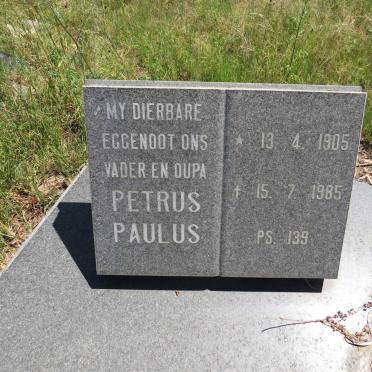 MY DIERBARE
EGGENOOT ONS
VADER EN OUPA
PETRUS
PAULUS
* 13. 4. 1905
† 15. 7. 1985
PS. 139